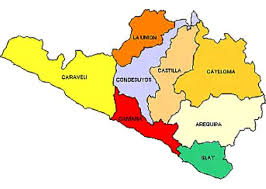 LA UNION
CARAVELI
CONDESUYOS
CASTILLA
CAYLLOMA
CAMANA
AREQUIPA
ISLAY